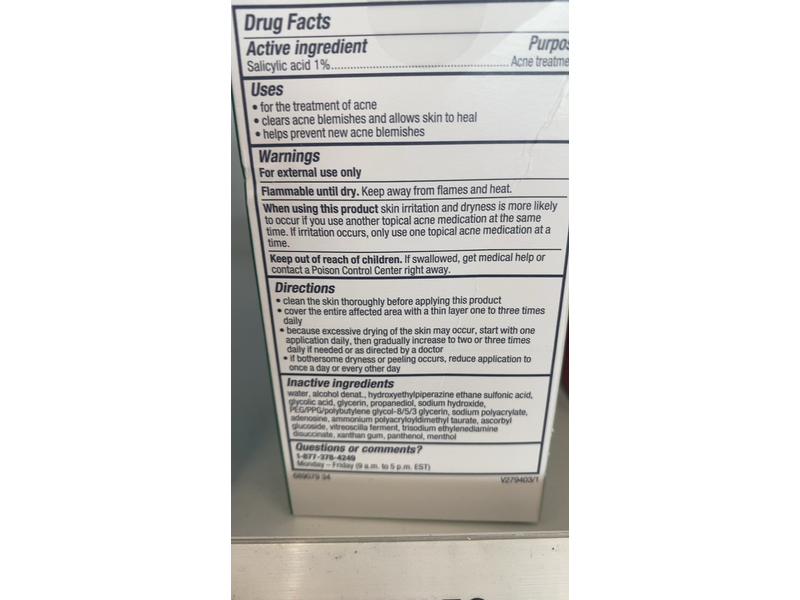 Drug Facts
Active ingredient Purpos
Salicylic acid 1%.......................................................... Acne treatme
Uses
• for the treatment of acne
• clears acne blemishes and allows skin to heal
• helps prevent new acne blemishes
Warnings
For external use only
Flammable until dry. Keep away from flames and heat.
When using this product skin irritation and dryness is more likely
to occur if you use another topical acne medication at the same
time. If irritation occurs, only use one topical acne medication at a
time.
Keep out of reach of children. If swallowed, get medical help or
contact a Poison Control Center right away.
Directions
• clean the skin thoroughly before applying this product
• cover the entire affected area with a thin layer one to three times
daily
• because excessive drying of the skin may occur, start with one
application daily, then gradually increase to two or three times
daily if needed or as directed by a doctor
• if bothersome dryness or peeling occurs, reduce application to
once a day or every other day
Inactive ingredients
water, alcohol denat., hydroxyethylpiperazine ethane sulfonic acid,
glycolic acid, glycerin, propanediol, sodium hydroxide,
PEG/PPG/polybutylene glycol-8/5/3 glycerin, sodium polyacrylate,
adenosine, ammonium polyacryloyldimethyl taurate, ascorbyl
glucoside, vitreoscilla ferment, trisodium ethylenediamine
disuccinate, xanthan gum, panthenol, menthol
Questions or comments?
1-877-378-4249
Monday – Friday (9 a.m. to 5 p.m. EST)
689079 34 V279403/1